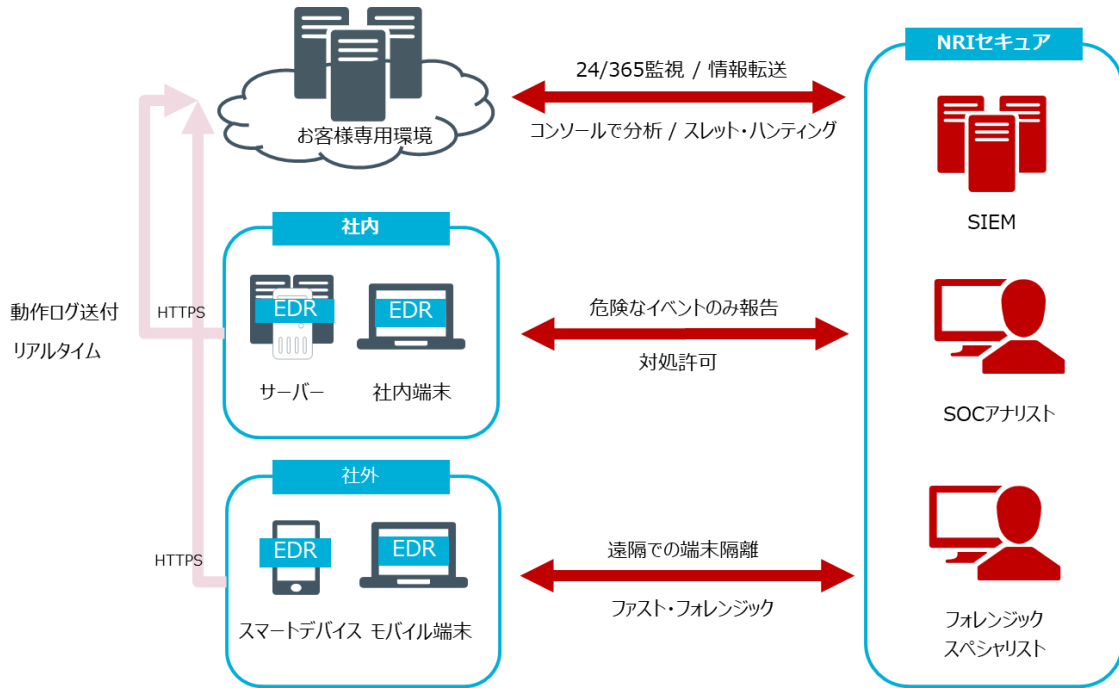 NRIセキュア
24/365監視 / 情報転送
お客様専用環境
コンソールで分析 / スレット・ハンティング
SIEM
社内
EDR
EDR
動作ログ送付
リアルタイム
HTTPS
危険なイベントのみ報告
対処許可
サーバー
社内端末
SOCアナリスト
社外
EDR
EDR
HTTPS
遠隔での端末隔離
ファスト・フォレンジック
スマートデバイス
モバイル端末
フォレンジック
スペシャリスト